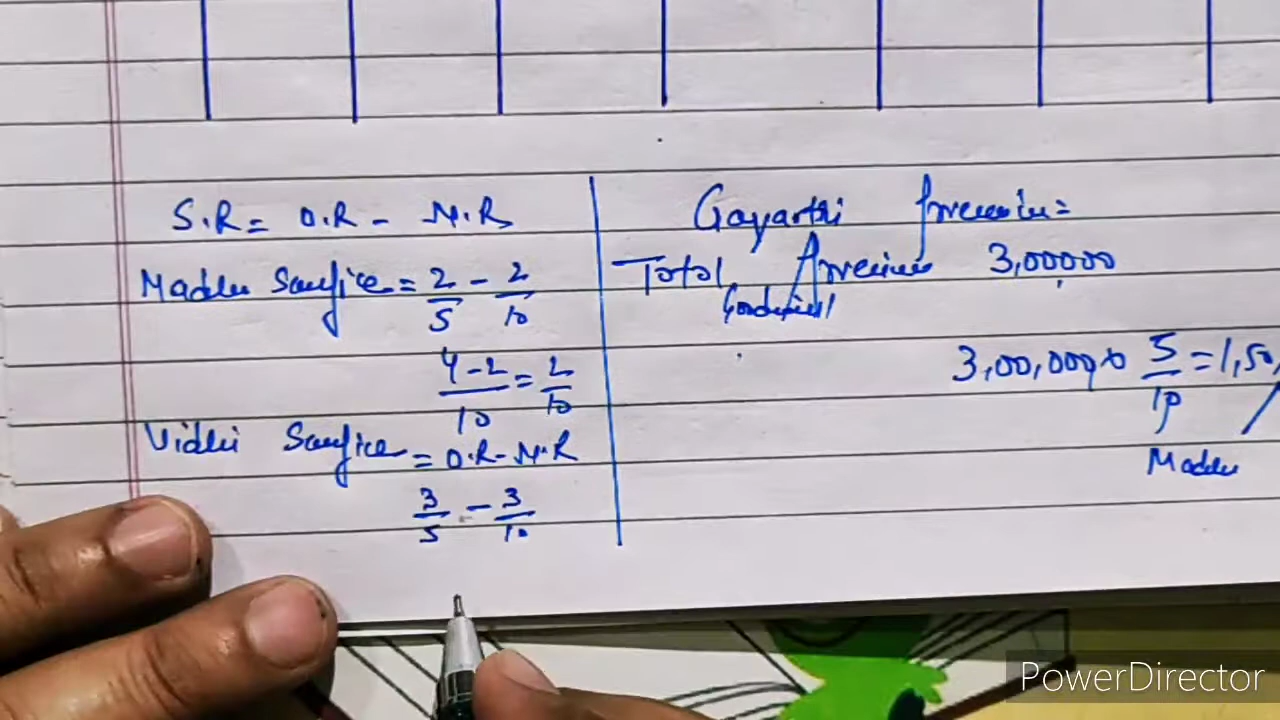 S.R = O.R - N.R
Madhu Sacrifice = 2/5 - 2/10
4-2/10 = 2/10
Vidhi Sacrifice = O.R - N.R
3/5 - 3/10
Gayartri Premium =
Total Premium 3,00000
Goodwill
3,00,000 x 5/10 = 1,50,
Madhu
PowerDirector